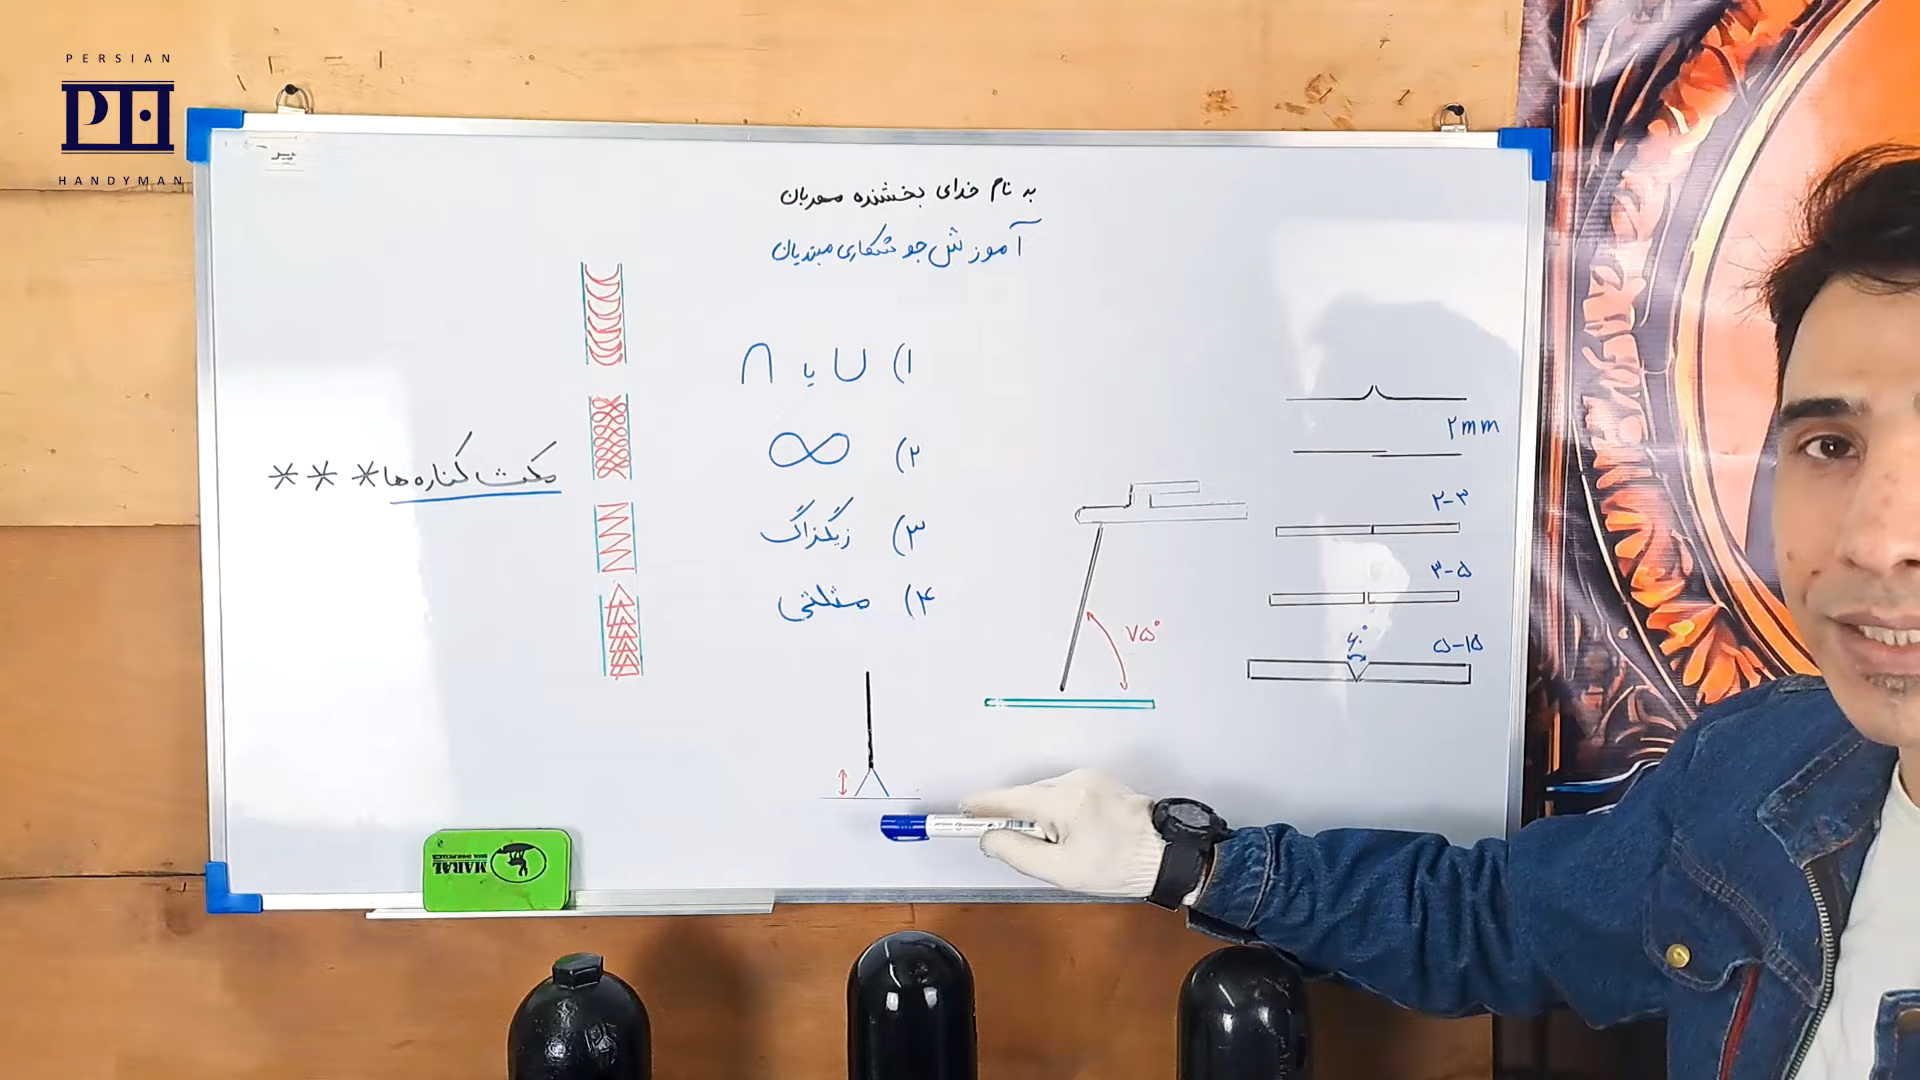 PERSIAN
PH
HANDYMAN
به نام خدای بخشنده مهربان
آموزش جوشکاری مبتدیان
۱) U یا ∩
۲) ∞
۳) زیگزاگ
۴) مثلثی
مکث کناره ها * * *
۷۵°
۲mm
۲-۳
۳-۵
۵-۱۵
۶۰°
MARAL